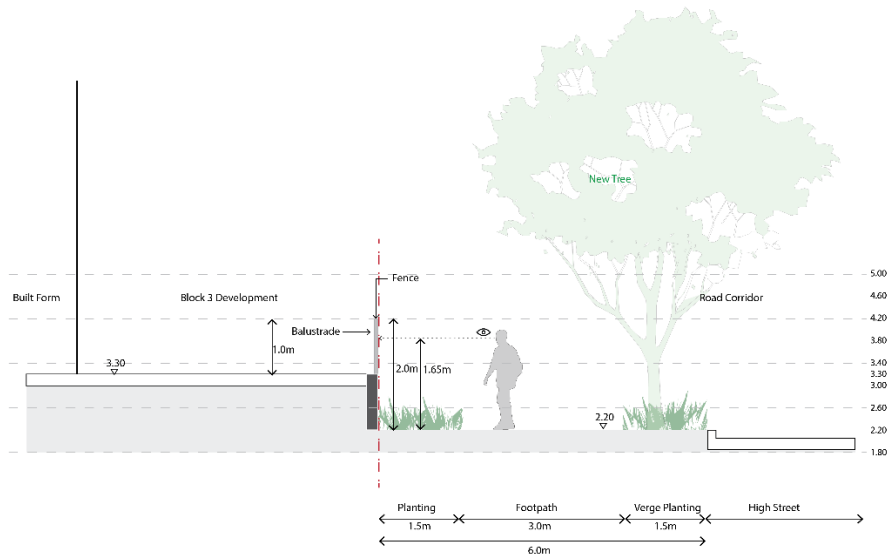 New Tree
5.00
Fence
Built Form
Block 3 Development
Road Corridor
4.60
4.20
Balustrade
1.0m
3.80
3.30
2.0m
1.65m
3.40
3.30
3.00
2.60
2.20
2.20
1.80
Planting
Footpath
Verge Planting
High Street
1.5m
3.0m
1.5m
6.0m